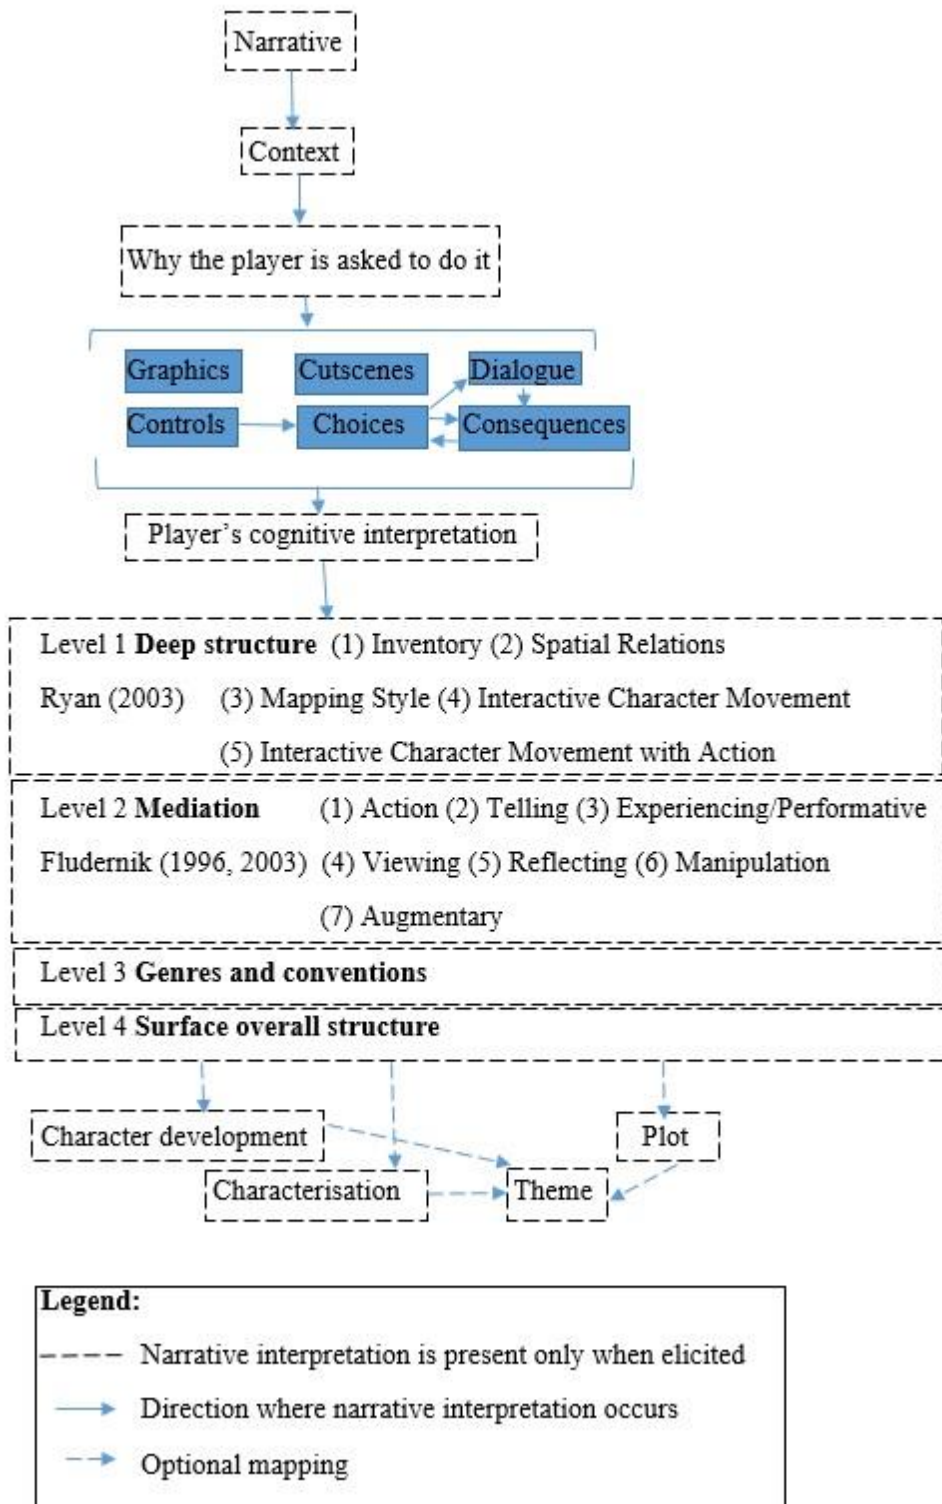 Narrative
Context
Why the player is asked to do it
Graphics Cutscenes Dialogue
Controls Choices Consequences
Player’s cognitive interpretation
Level 1 Deep structure (1) Inventory (2) Spatial Relations
Ryan (2003) (3) Mapping Style (4) Interactive Character Movement
(5) Interactive Character Movement with Action
Level 2 Mediation (1) Action (2) Telling (3) Experiencing/Performative
Fludernik (1996, 2003) (4) Viewing (5) Reflecting (6) Manipulation
(7) Augmentary
Level 3 Genres and conventions
Level 4 Surface overall structure
Character development Plot
Characterisation Theme
Legend:
Narrative interpretation is present only when elicited
Direction where narrative interpretation occurs
Optional mapping